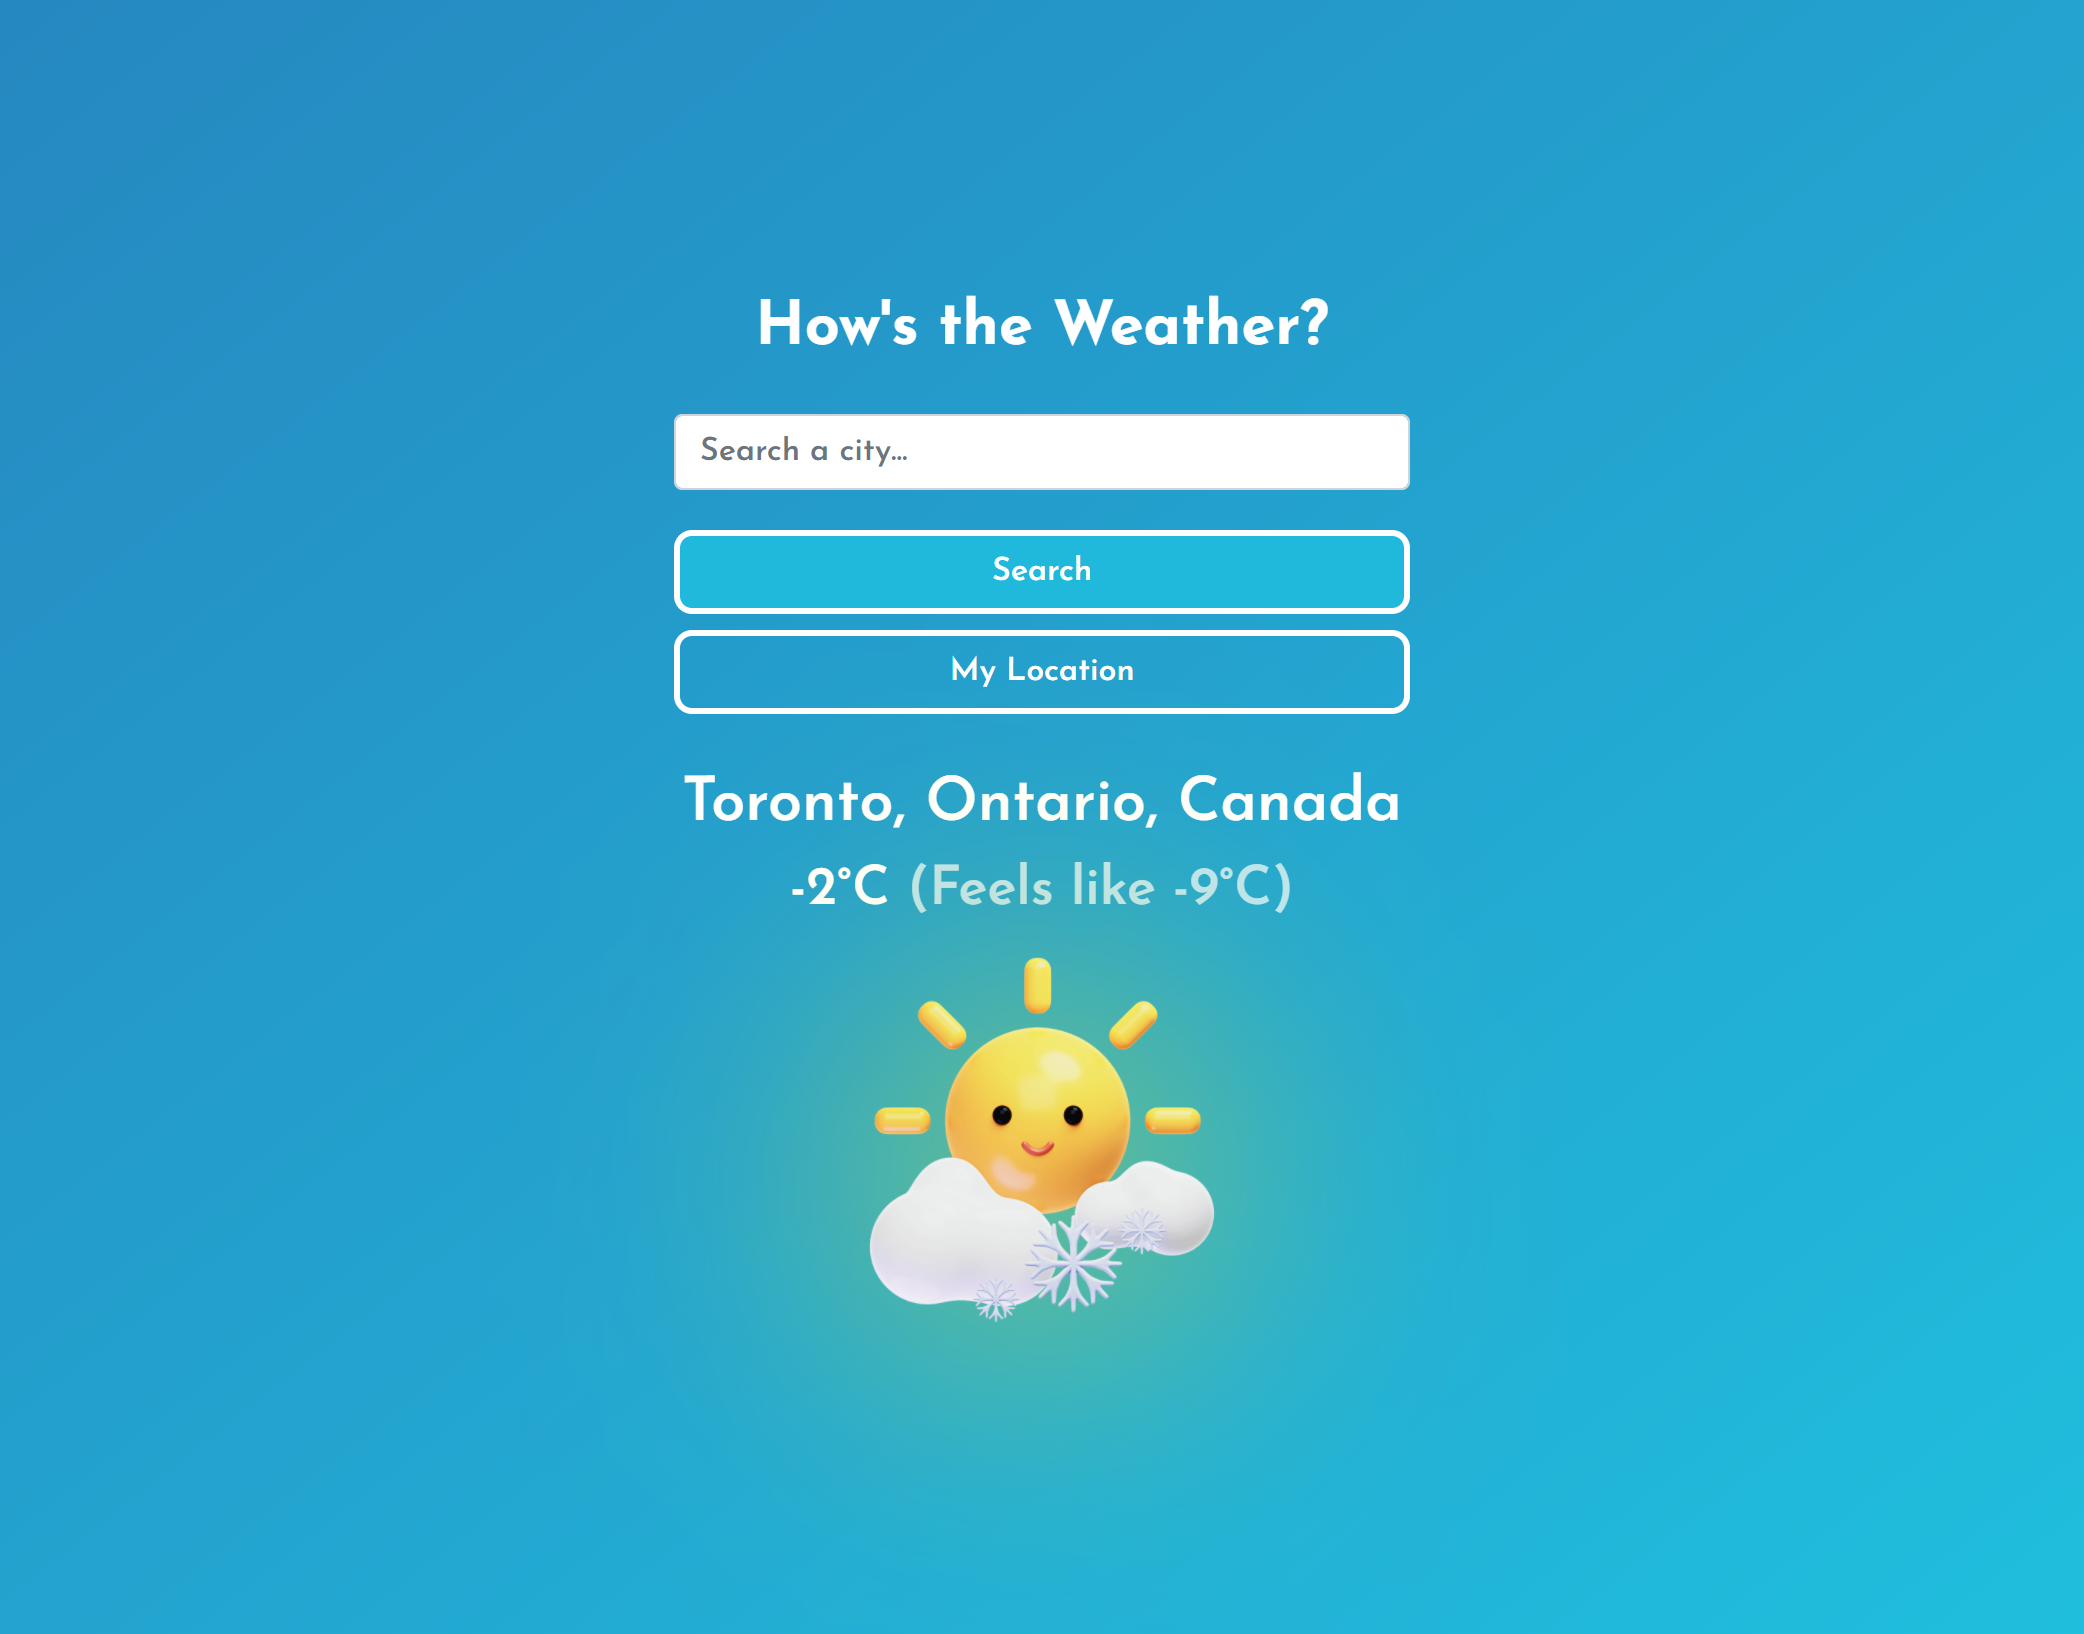 How's the Weather?
Search a city...
Search
My Location
Toronto, Ontario, Canada
-2°C (Feels like -9°C)